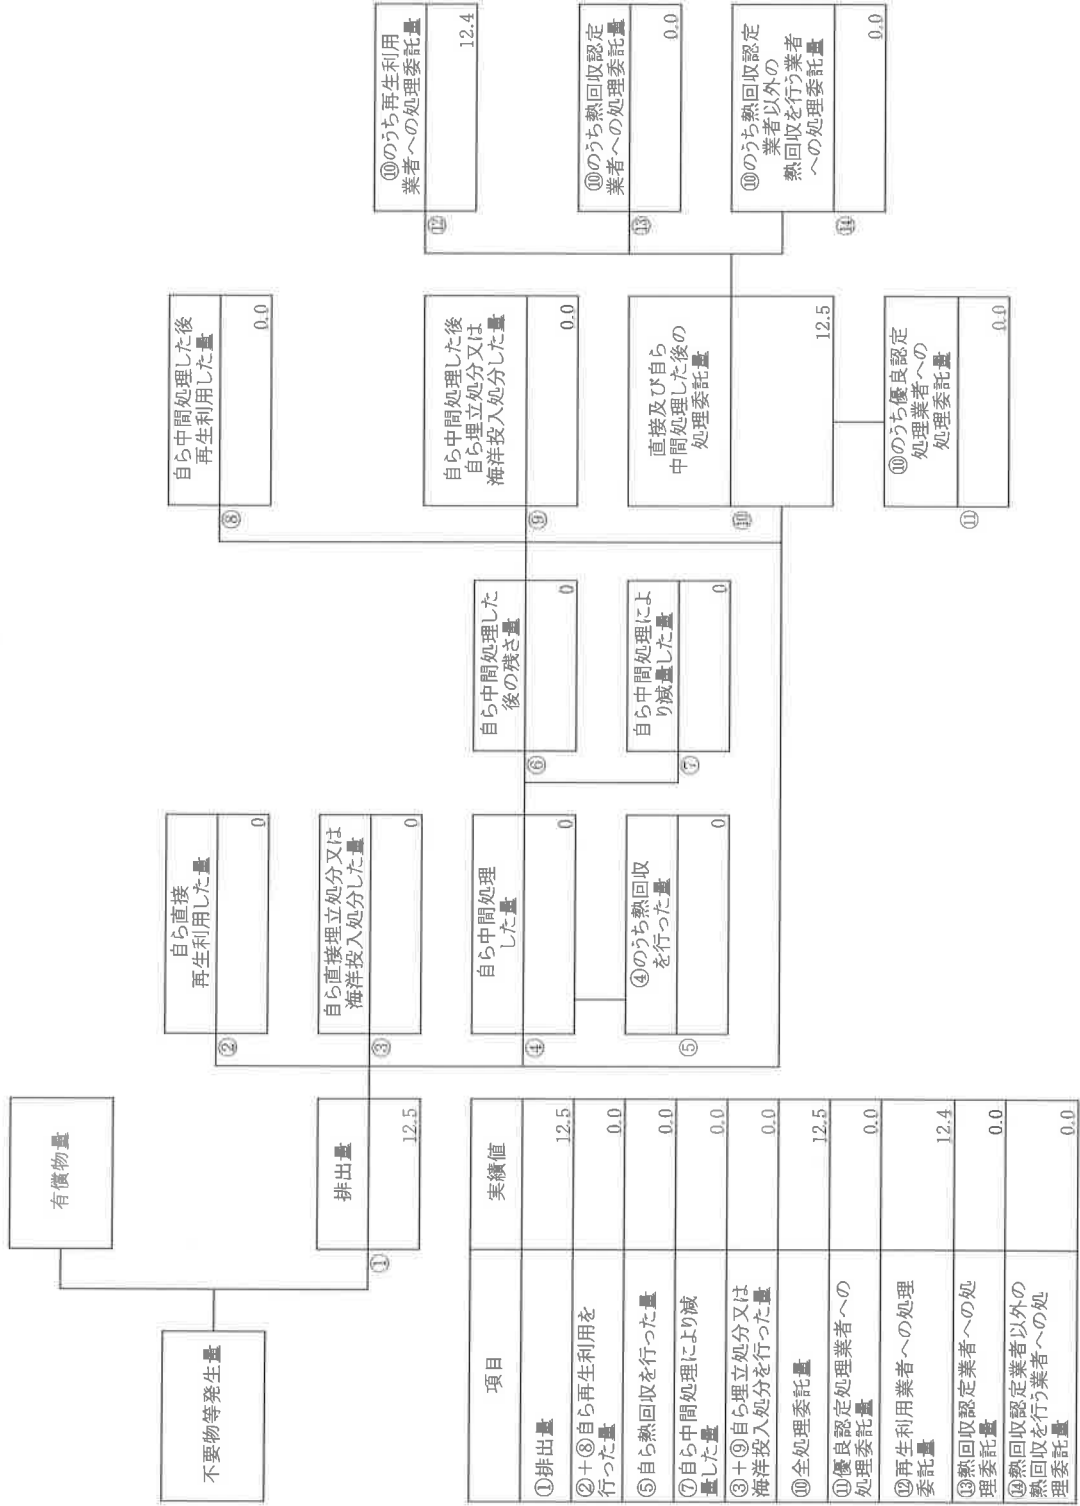 有償物量
不要物等発生量
①
排出量
12.5
②
自ら直接
再生利用した量
0
③
自ら直接埋立処分又は
海洋投入処分した量
0
④
自ら中間処理
した量
0
⑤
④のうち熱回収
を行った量
0
⑥
自ら中間処理した
後の残さ量
0
⑦
自ら中間処理によ
り減量した量
0
⑧
自ら中間処理した後
再生利用した量
0.0
⑨
自ら中間処理した後
自ら埋立処分又は
海洋投入処分した量
0.0
⑩
直接及び自ら
中間処理した後の
処理委託量
12.5
⑪
⑩のうち優良認定
処理業者への
処理委託量
0.0
⑫
⑩のうち再生利用
業者への処理委託量
12.4
⑬
⑩のうち熱回収認定
業者への処理委託量
0.0
⑭
⑩のうち熱回収認定
業者以外の
熱回収を行う業者
への処理委託量
0.0
項目 実績値
①排出量 12.5
②+⑧自ら再生利用を
行った量 0.0
⑤自ら熱回収を行った量 0.0
⑦自ら中間処理により減
量した量 0.0
③+⑨自ら埋立処分又は
海洋投入処分を行った量 0.0
⑩全処理委託量 12.5
⑪優良認定処理業者への
処理委託量 0.0
⑫再生利用業者への処理
委託量 12.4
⑬熱回収認定業者への処
理委託量 0.0
⑭熱回収認定業者以外の
熱回収を行う業者への処
理委託量 0.0